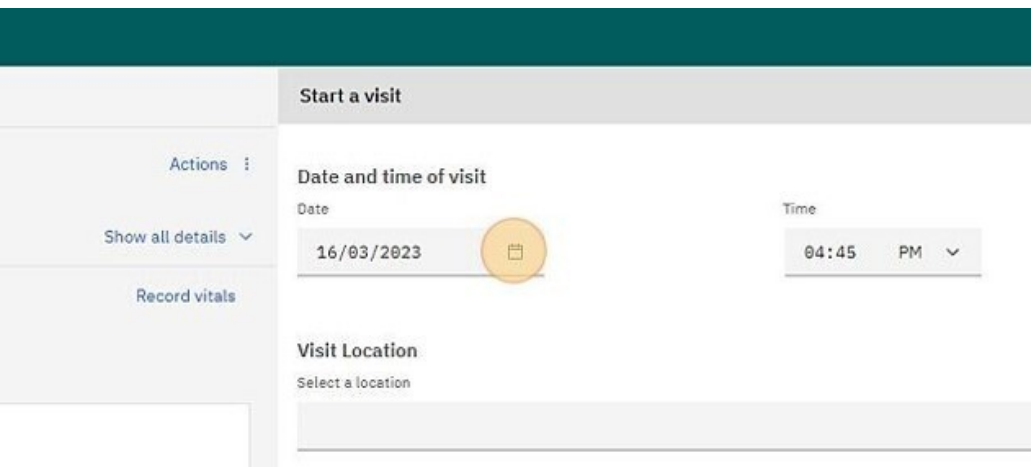 Start a visit
Actions
Date and time of visit
Date
Time
Show all details
16/03/2023
04:45 PM
Record vitals
Visit Location
Select a location